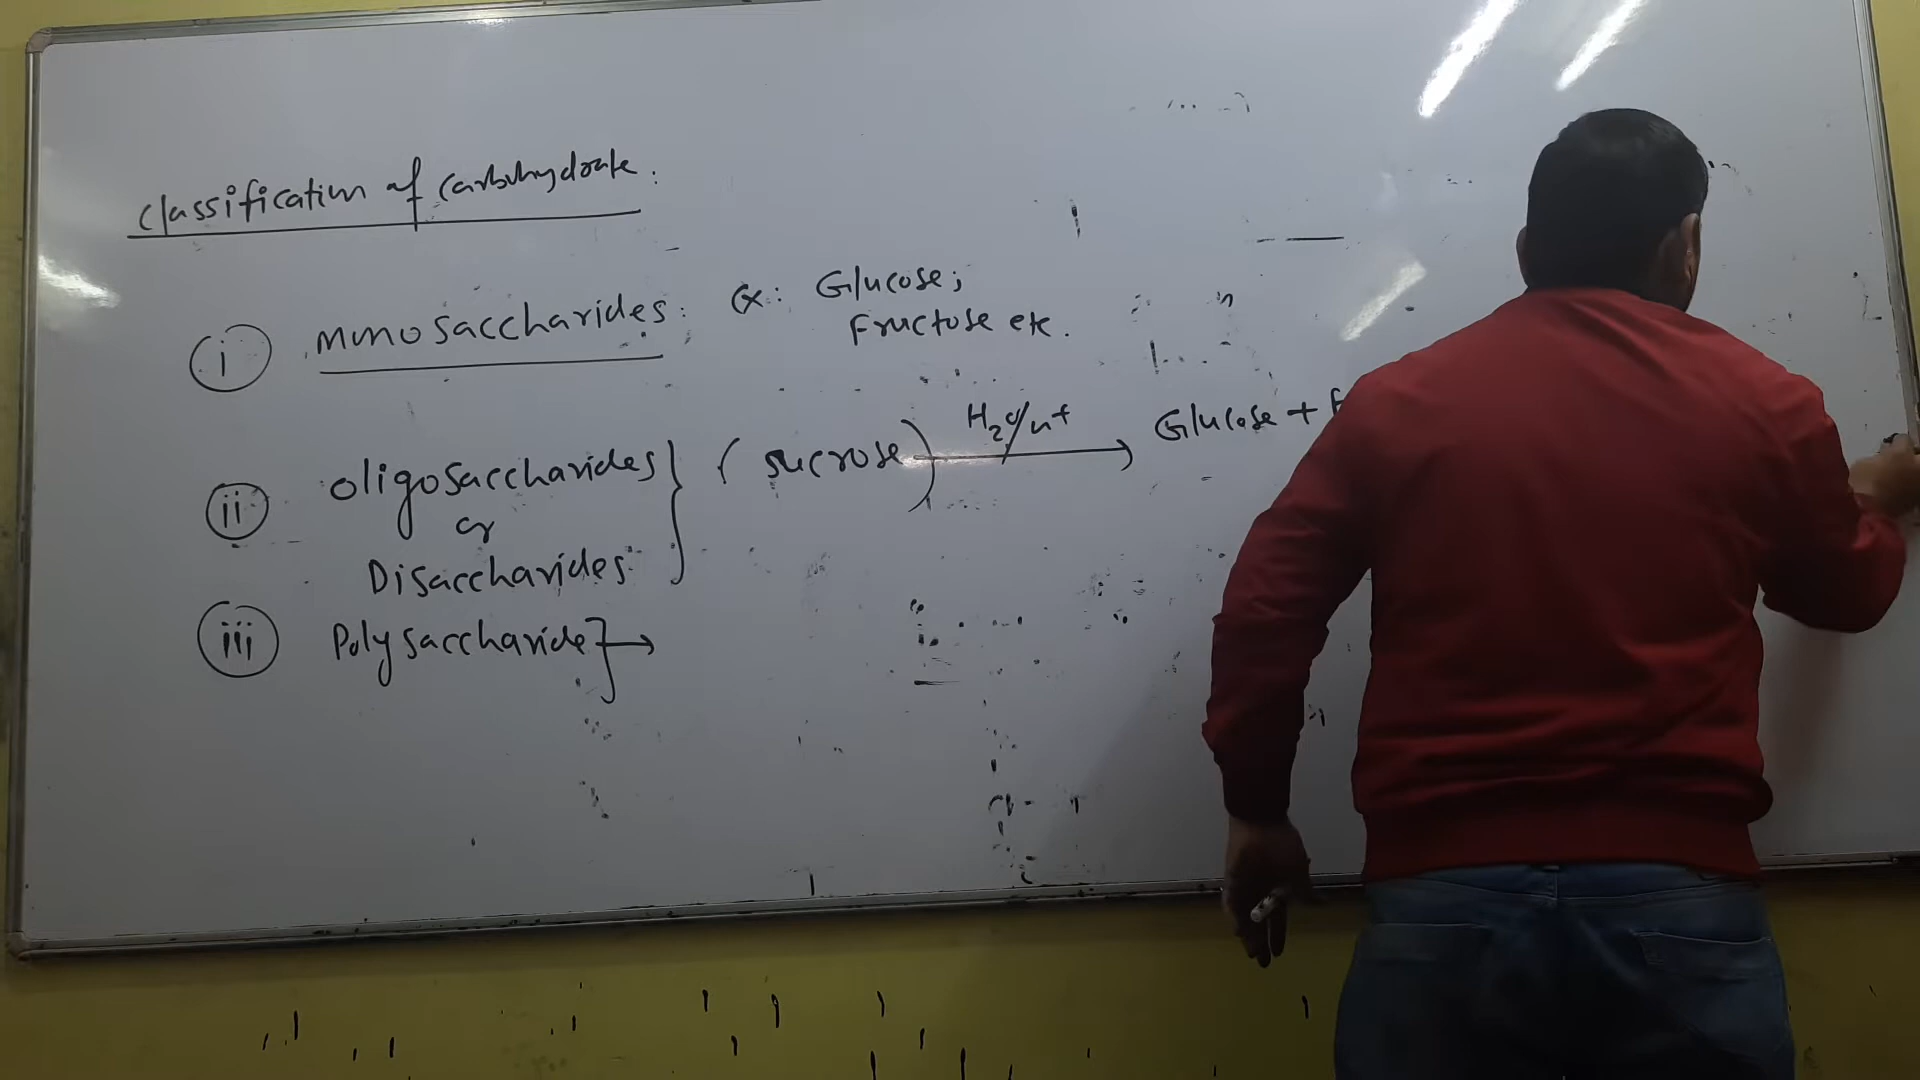 Classification of Carbohydrate :
(i) Monosaccharides : Ex : Glucose ;
Fructose etc.
(ii) Oligosaccharides } ( Sucrose ) H2O/H+ → Glucose + F
or
Disaccharides
(iii) Polysaccharide } →